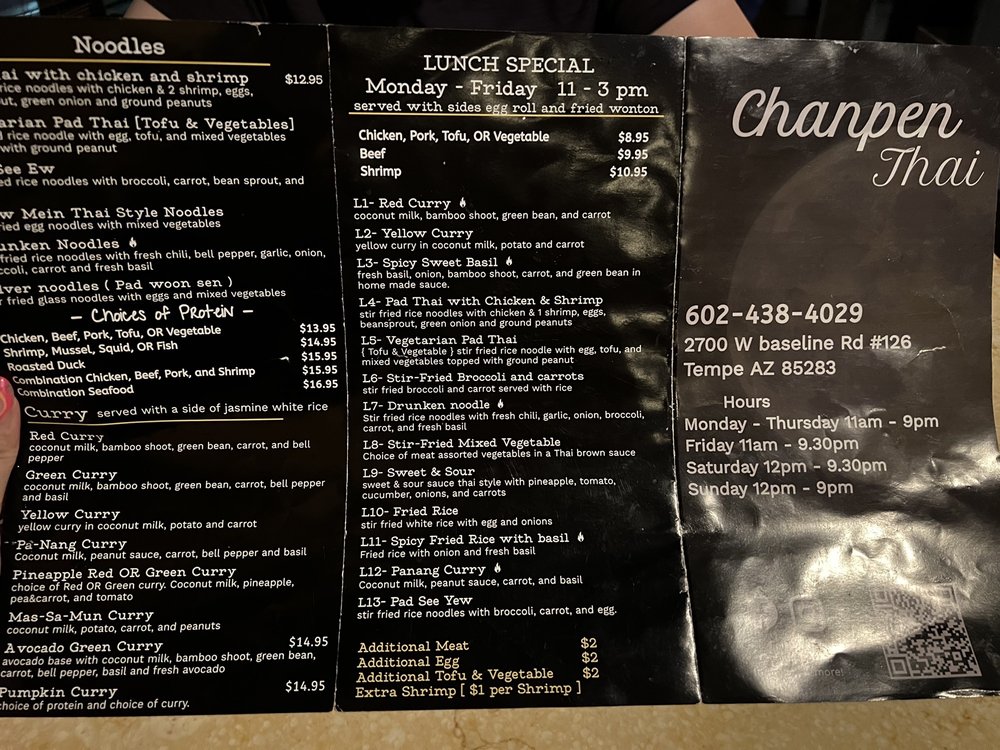 Noodles
ai with chicken and shrimp $12.95
rice noodles with chicken & 2 shrimp, eggs,
ut, green onion and ground peanuts
arian Pad Thai [Tofu & Vegetables]
rice noodle with egg, tofu, and mixed vegetables
with ground peanut
See Ew
ed rice noodles with broccoli, carrot, bean sprout, and
w Mein Thai Style Noodles
ried egg noodles with mixed vegetables
unken Noodles
fried rice noodles with fresh chili, bell pepper, garlic, onion,
ccoli, carrot and fresh basil
lver noodles ( Pad woon sen )
r fried glass noodles with eggs and mixed vegetables
- Choices of Protein -
Chicken, Beef, Pork, Tofu, OR Vegetable $13.95
Shrimp, Mussel, Squid, OR Fish $14.95
Roasted Duck $15.95
Combination Chicken, Beef, Pork, and Shrimp $15.95
Combination Seafood $16.95
Curry served with a side of jasmine white rice
Red Curry
coconut milk, bamboo shoot, green bean, carrot, and bell
pepper
Green Curry
coconut milk, bamboo shoot, green bean, carrot, bell pepper
and basil
Yellow Curry
yellow curry in coconut milk, potato and carrot
Pa-Nang Curry
Coconut milk, peanut sauce, carrot, bell pepper and basil
Pineapple Red OR Green Curry
choice of Red OR Green curry. Coconut milk, pineapple,
pea&carrot, and tomato
Mas-Sa-Mun Curry
coconut milk, potato, carrot, and peanuts
Avocado Green Curry $14.95
avocado base with coconut milk, bamboo shoot, green bean,
carrot, bell pepper, basil and fresh avocado
Pumpkin Curry $14.95
choice of protein and choice of curry.
LUNCH SPECIAL
Monday - Friday 11 - 3 pm
served with sides egg roll and fried wonton
Chicken, Pork, Tofu, OR Vegetable $8.95
Beef $9.95
Shrimp $10.95
L1- Red Curry
coconut milk, bamboo shoot, green bean, and carrot
L2- Yellow Curry
yellow curry in coconut milk, potato and carrot
L3- Spicy Sweet Basil
fresh basil, onion, bamboo shoot, carrot, and green bean in
home made sauce.
L4- Pad Thai with Chicken & Shrimp
stir fried rice noodles with chicken & 1 shrimp, eggs,
beansprout, green onion and ground peanuts
L5- Vegetarian Pad Thai
{ Tofu & Vegetable } stir fried rice noodle with egg, tofu, and
mixed vegetables topped with ground peanut
L6- Stir-Fried Broccoli and carrots
stir fried broccoli and carrot served with rice
L7- Drunken noodle
Stir fried rice noodles with fresh chili, garlic, onion, broccoli,
carrot, and fresh basil
L8- Stir-Fried Mixed Vegetable
Choice of meat assorted vegetables in a Thai brown sauce
L9- Sweet & Sour
sweet & sour sauce thai style with pineapple, tomato,
cucumber, onions, and carrots
L10- Fried Rice
stir fried white rice with egg and onions
L11- Spicy Fried Rice with basil
Fried rice with onion and fresh basil
L12- Panang Curry
Coconut milk, peanut sauce, carrot, and basil
L13- Pad See Yew
stir fried rice noodles with broccoli, carrot, and egg.
Additional Meat $2
Additional Egg $2
Additional Tofu & Vegetable $2
Extra Shrimp [ $1 per Shrimp ]
Chanpen
Thai
602-438-4029
2700 W baseline Rd #126
Tempe AZ 85283
Hours
Monday - Thursday 11am - 9pm
Friday 11am - 9.30pm
Saturday 12pm - 9.30pm
Sunday 12pm - 9pm